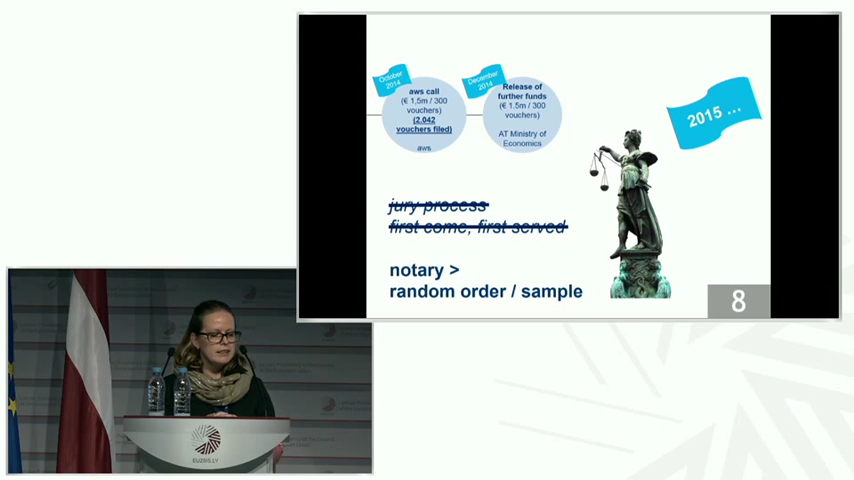 October
2014
aws call
(€ 1,5m / 300
vouchers)
(2.042
vouchers filed)
aws
December
2014
Release of
further funds
(€ 1.5m / 300
vouchers)
AT Ministry of
Economics
2015 ...
jury process
first come, first served
notary >
random order / sample
8
EU2015.LV